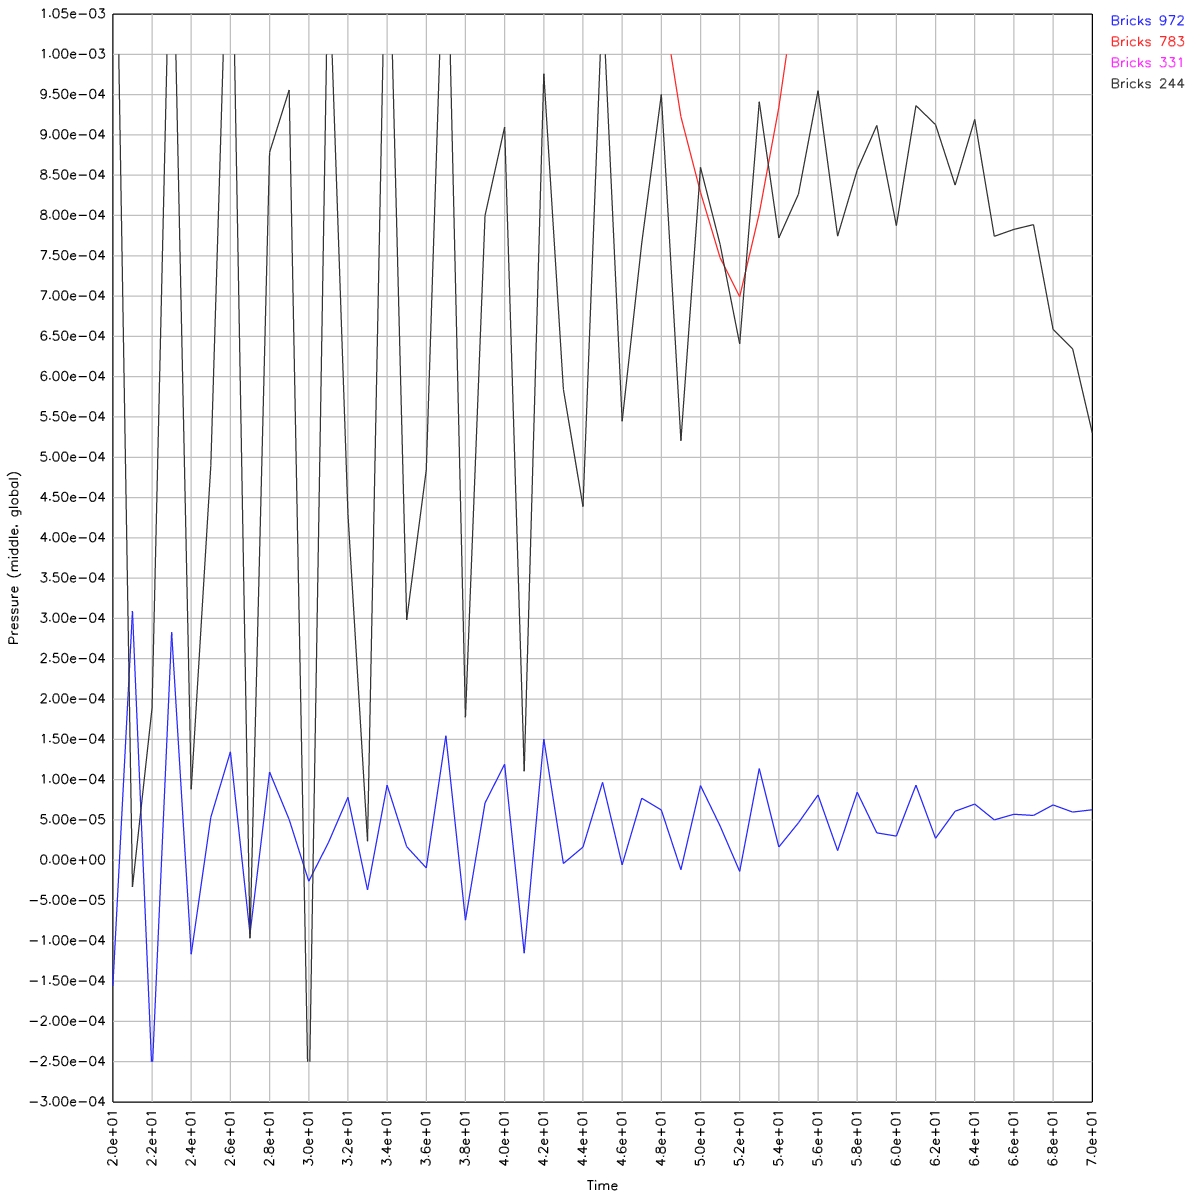 1.05e−03
1.00e−03
9.50e−04
9.00e−04
8.50e−04
8.00e−04
7.50e−04
7.00e−04
6.50e−04
6.00e−04
5.50e−04
5.00e−04
4.50e−04
4.00e−04
3.50e−04
3.00e−04
2.50e−04
2.00e−04
1.50e−04
1.00e−04
5.00e−05
0.00e+00
−5.00e−05
−1.00e−04
−1.50e−04
−2.00e−04
−2.50e−04
−3.00e−04
Pressure (middle, global)
2.0e+01
2.2e+01
2.4e+01
2.6e+01
2.8e+01
3.0e+01
3.2e+01
3.4e+01
3.6e+01
3.8e+01
4.0e+01
4.2e+01
4.4e+01
4.6e+01
4.8e+01
5.0e+01
5.2e+01
5.4e+01
5.6e+01
5.8e+01
6.0e+01
6.2e+01
6.4e+01
6.6e+01
6.8e+01
7.0e+01
Time
Bricks 972
Bricks 783
Bricks 331
Bricks 244